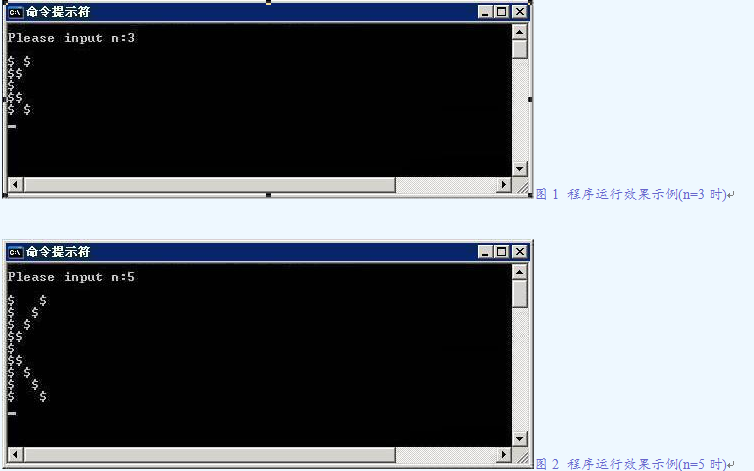 命令提示符
Please input n:3
$ $
$$
$
$$
$ $
图 1 程序运行效果示例(n=3 时)
命令提示符
Please input n:5
$   $
$  $
$ $
$$
$
$$
$ $
$  $
$   $
图 2 程序运行效果示例(n=5 时)